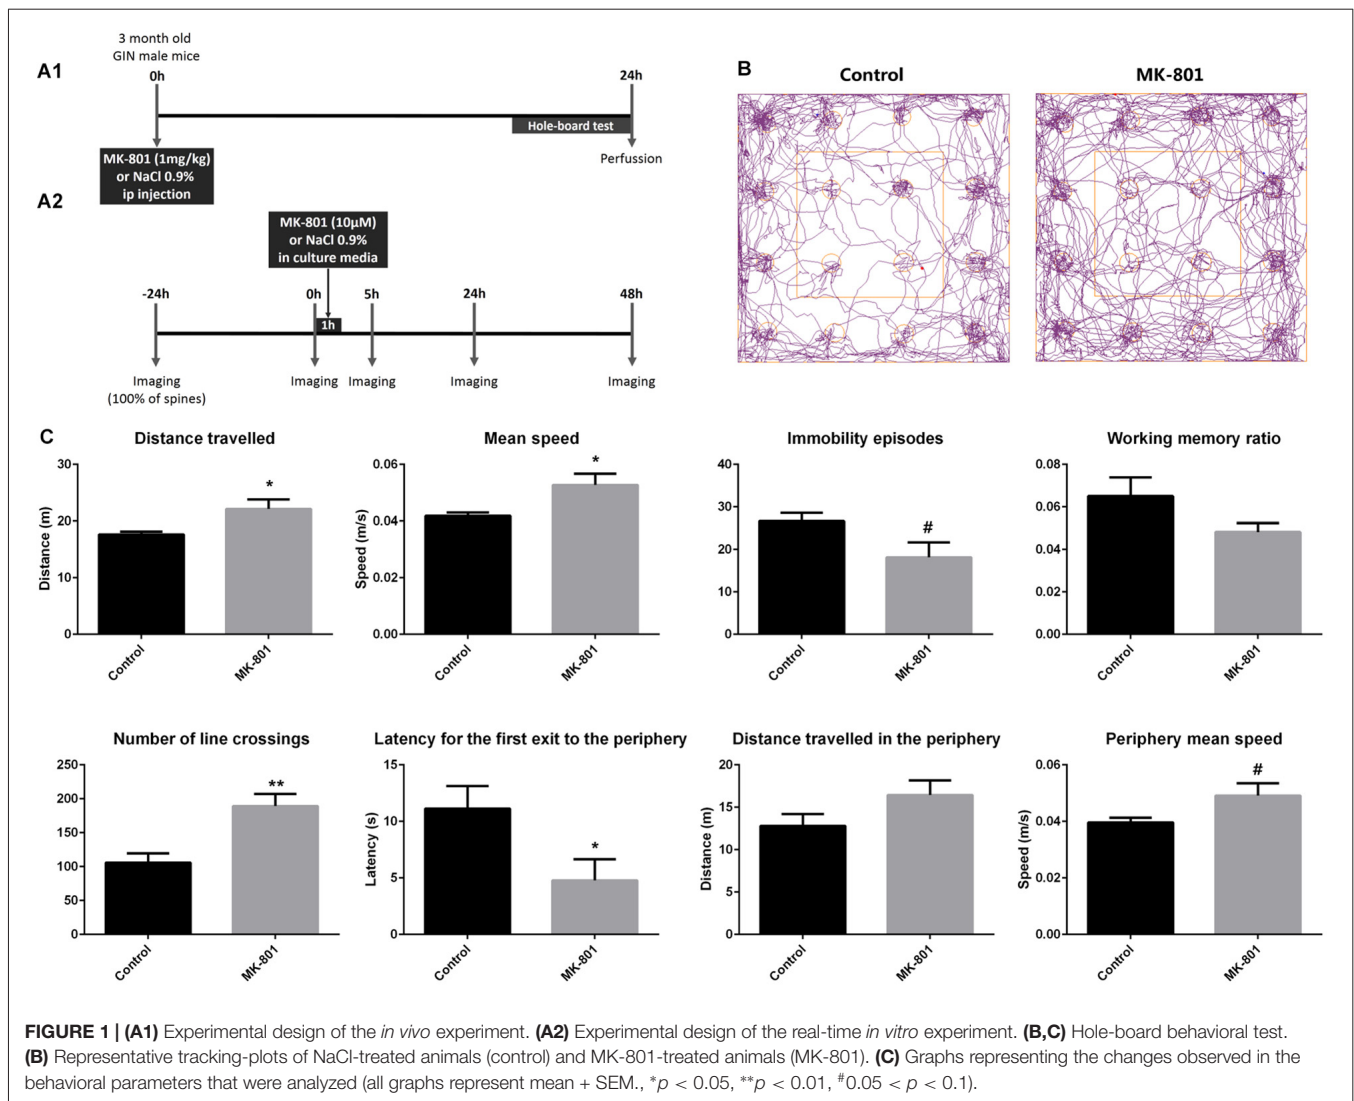 3 month old
GIN male mice
A1
0h
24h
Hole-board test
Perfussion
MK-801 (1mg/kg)
or NaCl 0.9%
ip injection
A2
MK-801 (10μM)
or NaCl 0.9%
in culture media
-24h
0h
5h
24h
48h
1h
Imaging
(100% of spines)
Imaging
Imaging
Imaging
Imaging
B
Control
MK-801
C
Distance travelled
Distance (m)
30
20
10
0
Control
MK-801
*
Mean speed
Speed (m/s)
0.06
0.04
0.02
0.00
Control
MK-801
*
Immobility episodes
40
30
20
10
0
Control
MK-801
#
Working memory ratio
0.08
0.06
0.04
0.02
0.00
Control
MK-801
Number of line crossings
250
200
150
100
50
0
Control
MK-801
**
Latency for the first exit to the periphery
Latency (s)
15
10
5
0
Control
MK-801
*
Distance travelled in the periphery
Distance (m)
20
15
10
5
0
Control
MK-801
Periphery mean speed
Speed (m/s)
0.06
0.04
0.02
0.00
Control
MK-801
#
FIGURE 1 | (A1) Experimental design of the in vivo experiment. (A2) Experimental design of the real-time in vitro experiment. (B,C) Hole-board behavioral test.
(B) Representative tracking-plots of NaCl-treated animals (control) and MK-801-treated animals (MK-801). (C) Graphs representing the changes observed in the
behavioral parameters that were analyzed (all graphs represent mean + SEM., *p < 0.05, **p < 0.01, #0.05 < p < 0.1).